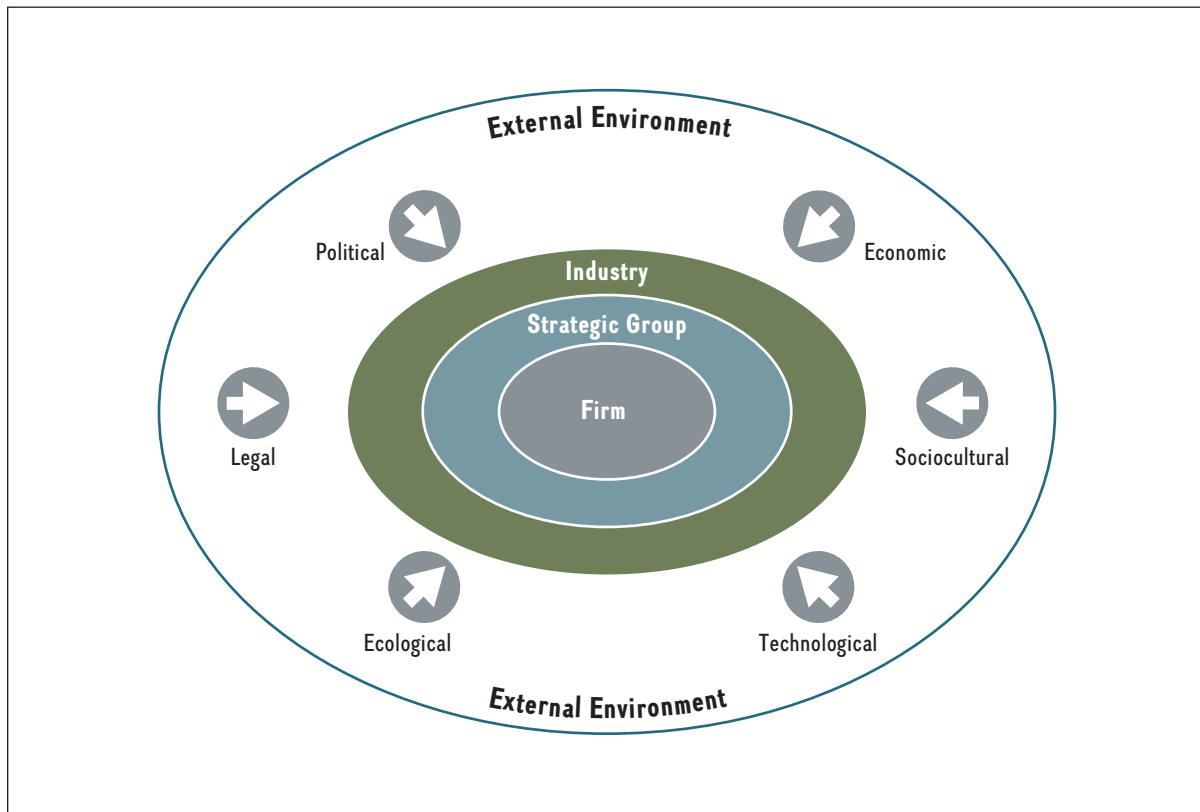 External Environment
Political
Economic
Industry
Strategic Group
Firm
Legal
Sociocultural
Ecological
Technological
External Environment